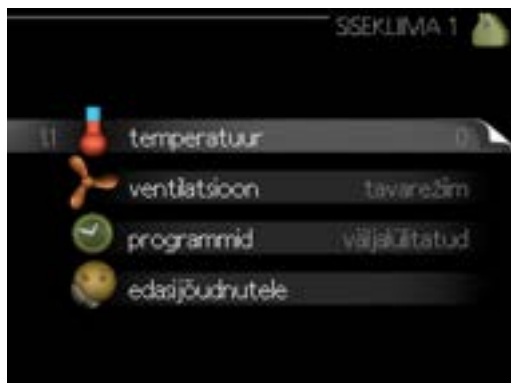 SISEKLIIMA 1
1.1 temperatuur 0
ventilatsioon tavarežiim
programmid väljalülitatud
edasijõudnutele